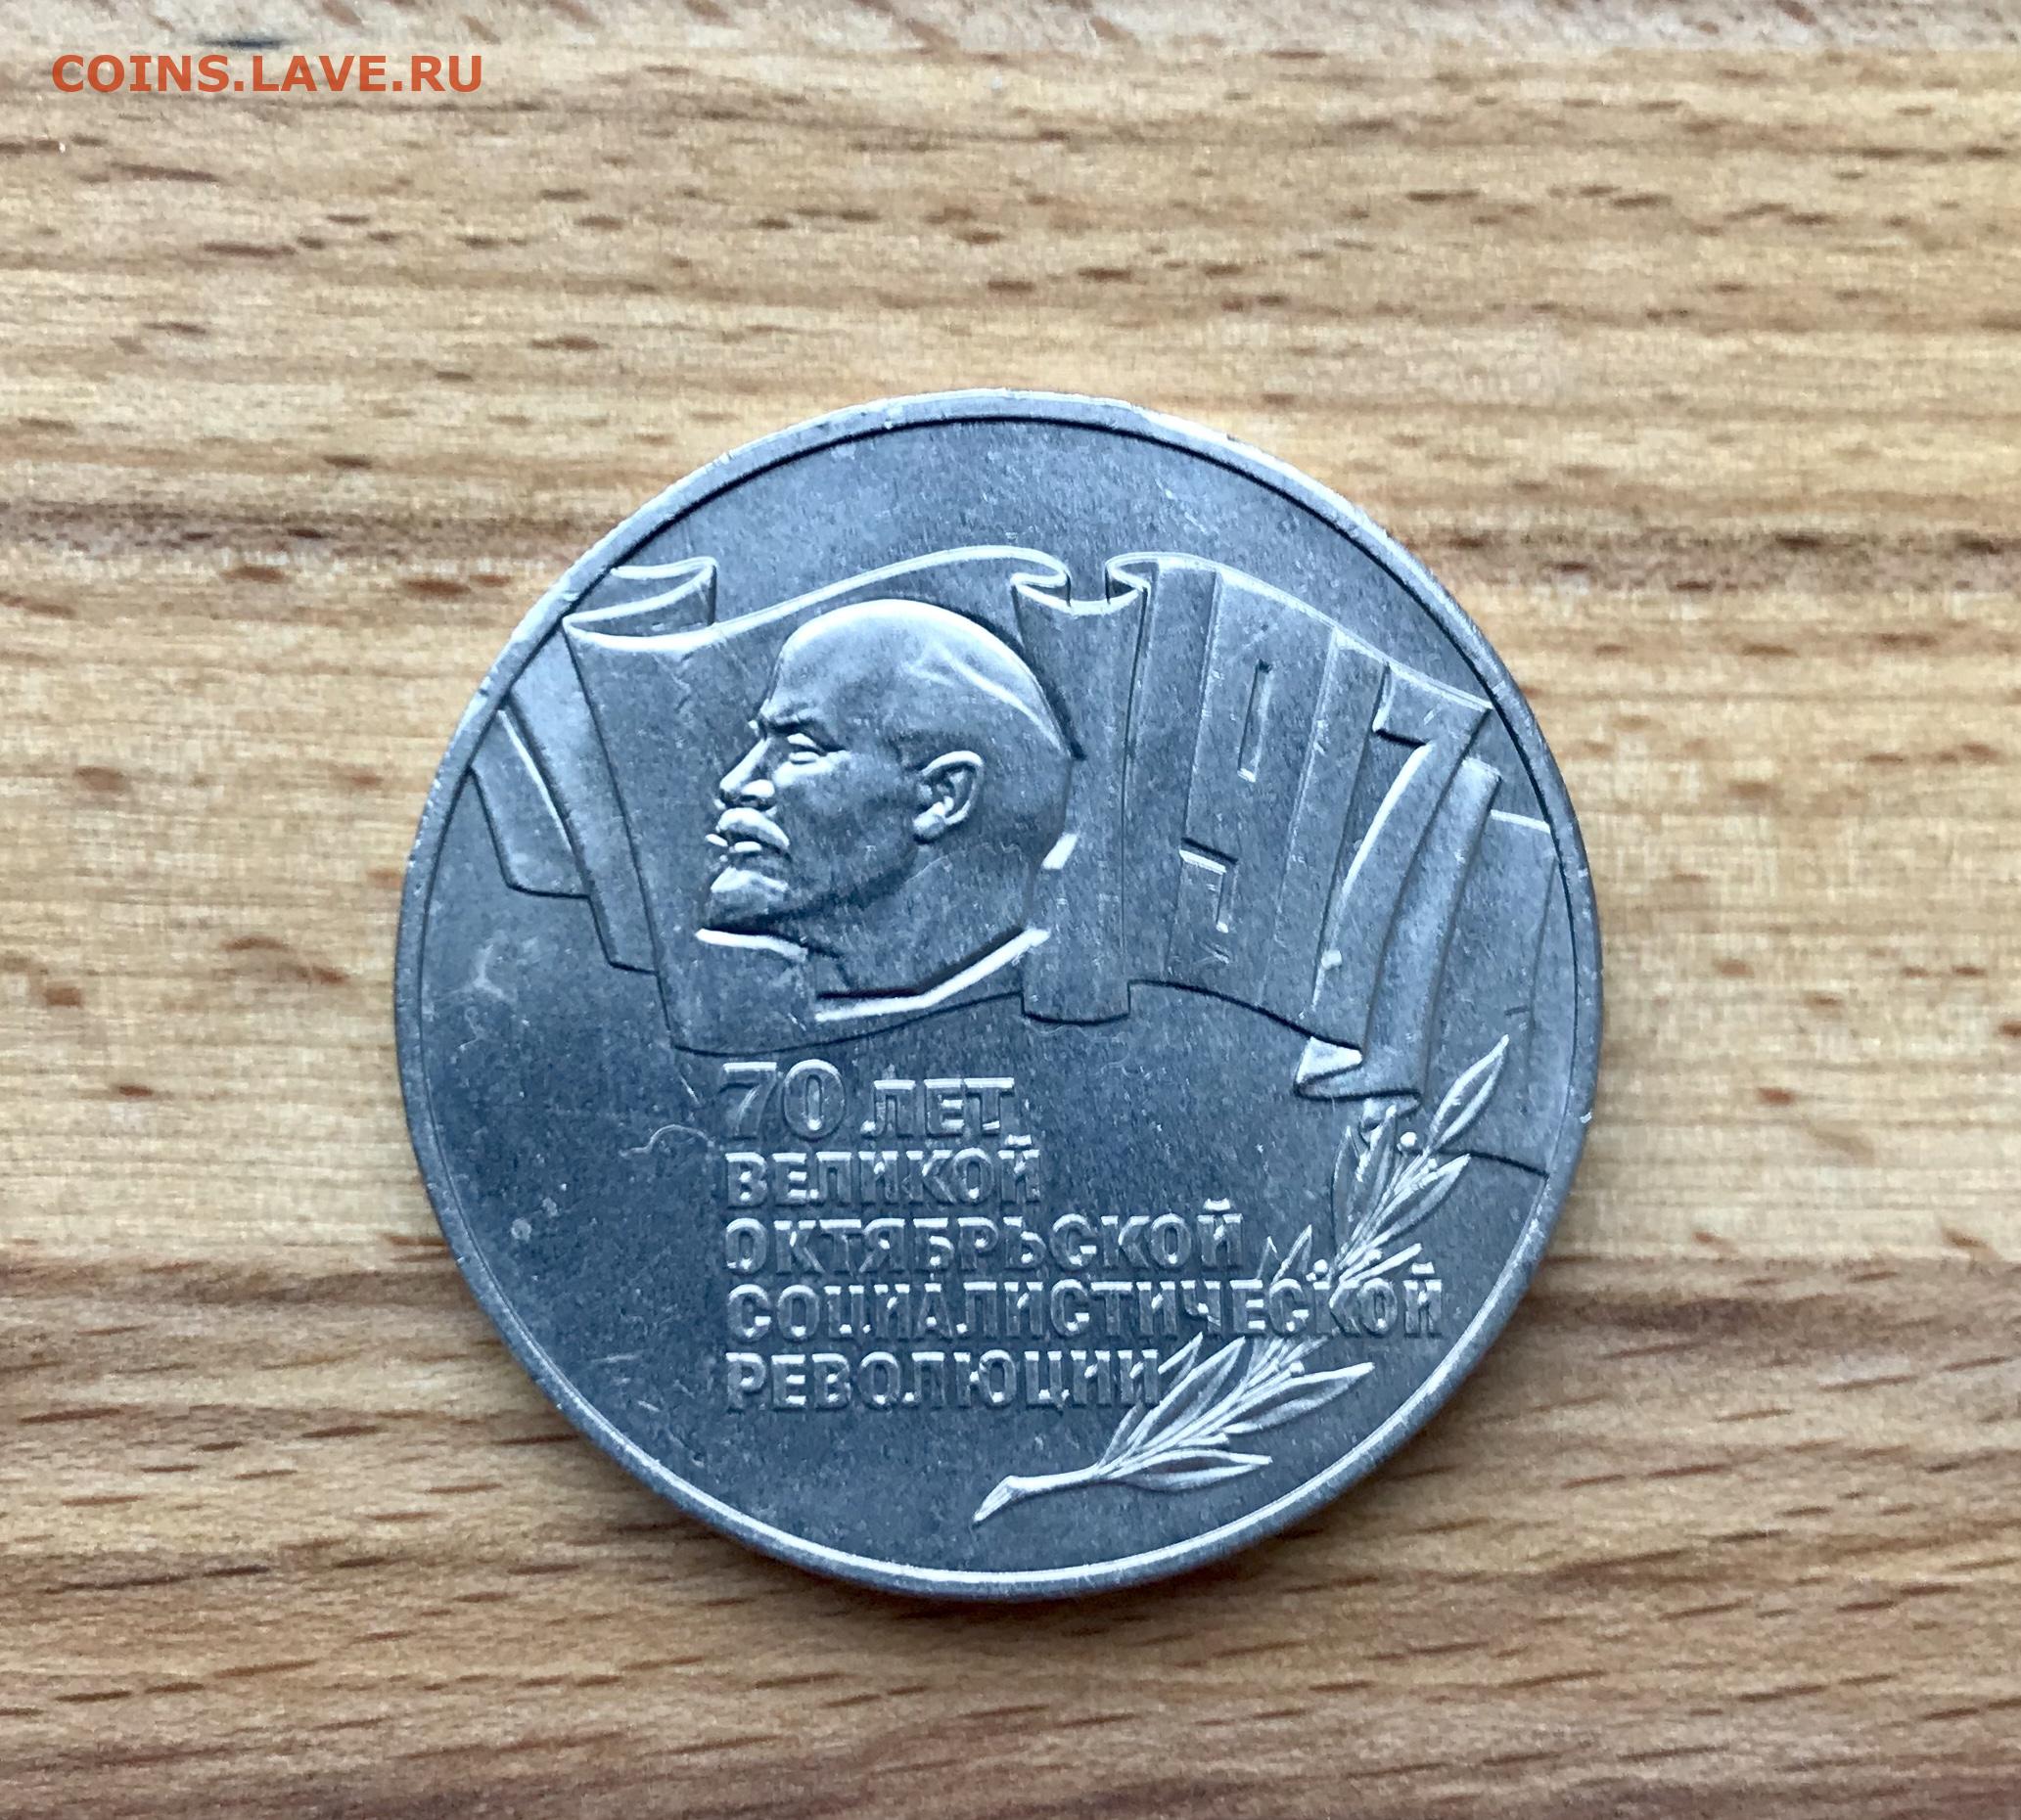 COINS.LAVE.RU
1917
70 ЛЕТ
ВЕЛИКОЙ
ОКТЯБРЬСКОЙ
СОЦИАЛИСТИЧЕСКОЙ
РЕВОЛЮЦИИ